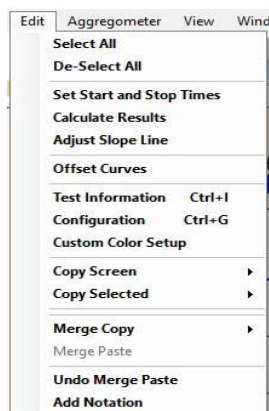 Edit Aggregometer View Wind
Select All
De-Select All
Set Start and Stop Times
Calculate Results
Adjust Slope Line
Offset Curves
Test Information Ctrl+I
Configuration Ctrl+G
Custom Color Setup
Copy Screen
Copy Selected
Merge Copy
Merge Paste
Undo Merge Paste
Add Notation